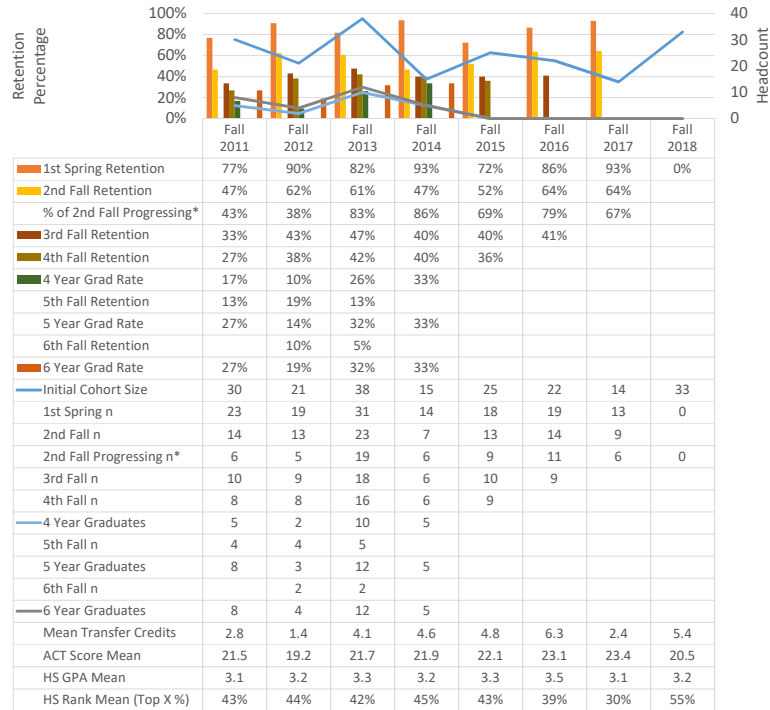 Retention
Percentage
100%
80%
60%
40%
20%
0%
40
30
20
10
0
Headcount
Fall 2011 Fall 2012 Fall 2013 Fall 2014 Fall 2015 Fall 2016 Fall 2017 Fall 2018
1st Spring Retention 77% 90% 82% 93% 72% 86% 93% 0%
2nd Fall Retention 47% 62% 61% 47% 52% 64% 64%
% of 2nd Fall Progressing* 43% 38% 83% 86% 69% 79% 67%
3rd Fall Retention 33% 43% 47% 40% 40% 41%
4th Fall Retention 27% 38% 42% 40% 36%
4 Year Grad Rate 17% 10% 26% 33%
5th Fall Retention 13% 19% 13%
5 Year Grad Rate 27% 14% 32% 33%
6th Fall Retention 10% 5%
6 Year Grad Rate 27% 19% 32% 33%
Initial Cohort Size 30 21 38 15 25 22 14 33
1st Spring n 23 19 31 14 18 19 13 0
2nd Fall n 14 13 23 7 13 14 9
2nd Fall Progressing n* 6 5 19 6 9 11 6 0
3rd Fall n 10 9 18 6 10 9
4th Fall n 8 8 16 6 9
4 Year Graduates 5 2 10 5
5th Fall n 4 4 5
5 Year Graduates 8 3 12 5
6th Fall n 2 2
6 Year Graduates 8 4 12 5
Mean Transfer Credits 2.8 1.4 4.1 4.6 4.8 6.3 2.4 5.4
ACT Score Mean 21.5 19.2 21.7 21.9 22.1 23.1 23.4 20.5
HS GPA Mean 3.1 3.2 3.3 3.2 3.3 3.5 3.1 3.2
HS Rank Mean (Top X %) 43% 44% 42% 45% 43% 39% 30% 55%